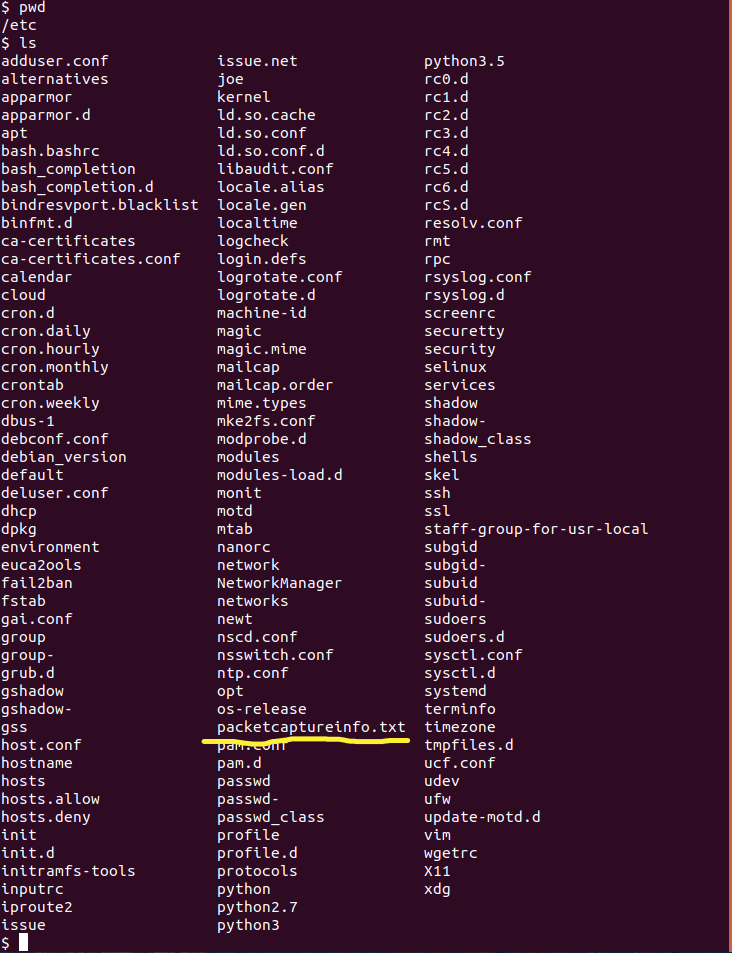 $ pwd
/etc
$ ls
adduser.conf issue.net python3.5
alternatives joe rc0.d
apparmor kernel rc1.d
apparmor.d ld.so.cache rc2.d
apt ld.so.conf rc3.d
bash.bashrc ld.so.conf.d rc4.d
bash_completion libaudit.conf rc5.d
bash_completion.d locale.alias rc6.d
bindresvport.blacklist locale.gen rcS.d
binfmt.d localtime resolv.conf
ca-certificates logcheck rmt
ca-certificates.conf login.defs rpc
calendar logrotate.conf rsyslog.conf
cloud logrotate.d rsyslog.d
cron.d machine-id screenrc
cron.daily magic securetty
cron.hourly magic.mime security
cron.monthly mailcap selinux
crontab mailcap.order services
cron.weekly mime.types shadow
dbus-1 mke2fs.conf shadow-
debconf.conf modprobe.d shadow_class
debian_version modules shells
default modules-load.d skel
deluser.conf monit ssh
dhcp motd ssl
dpkg mtab staff-group-for-usr-local
environment nanorc subgid
euca2ools network subgid-
fail2ban NetworkManager subuid
fstab networks subuid-
gai.conf newt sudoers
group nscd.conf sudoers.d
group- nsswitch.conf sysctl.conf
grub.d ntp.conf sysctl.d
gshadow opt systemd
gshadow- os-release terminfo
gss packetcaptureinfo.txt timezone
host.conf pam.conf tmpfiles.d
hostname pam.d ucf.conf
hosts passwd udev
hosts.allow passwd- ufw
hosts.deny passwd_class update-motd.d
init profile vim
init.d profile.d wgetrc
initramfs-tools protocols X11
inputrc python xdg
iproute2 python2.7
issue python3
$